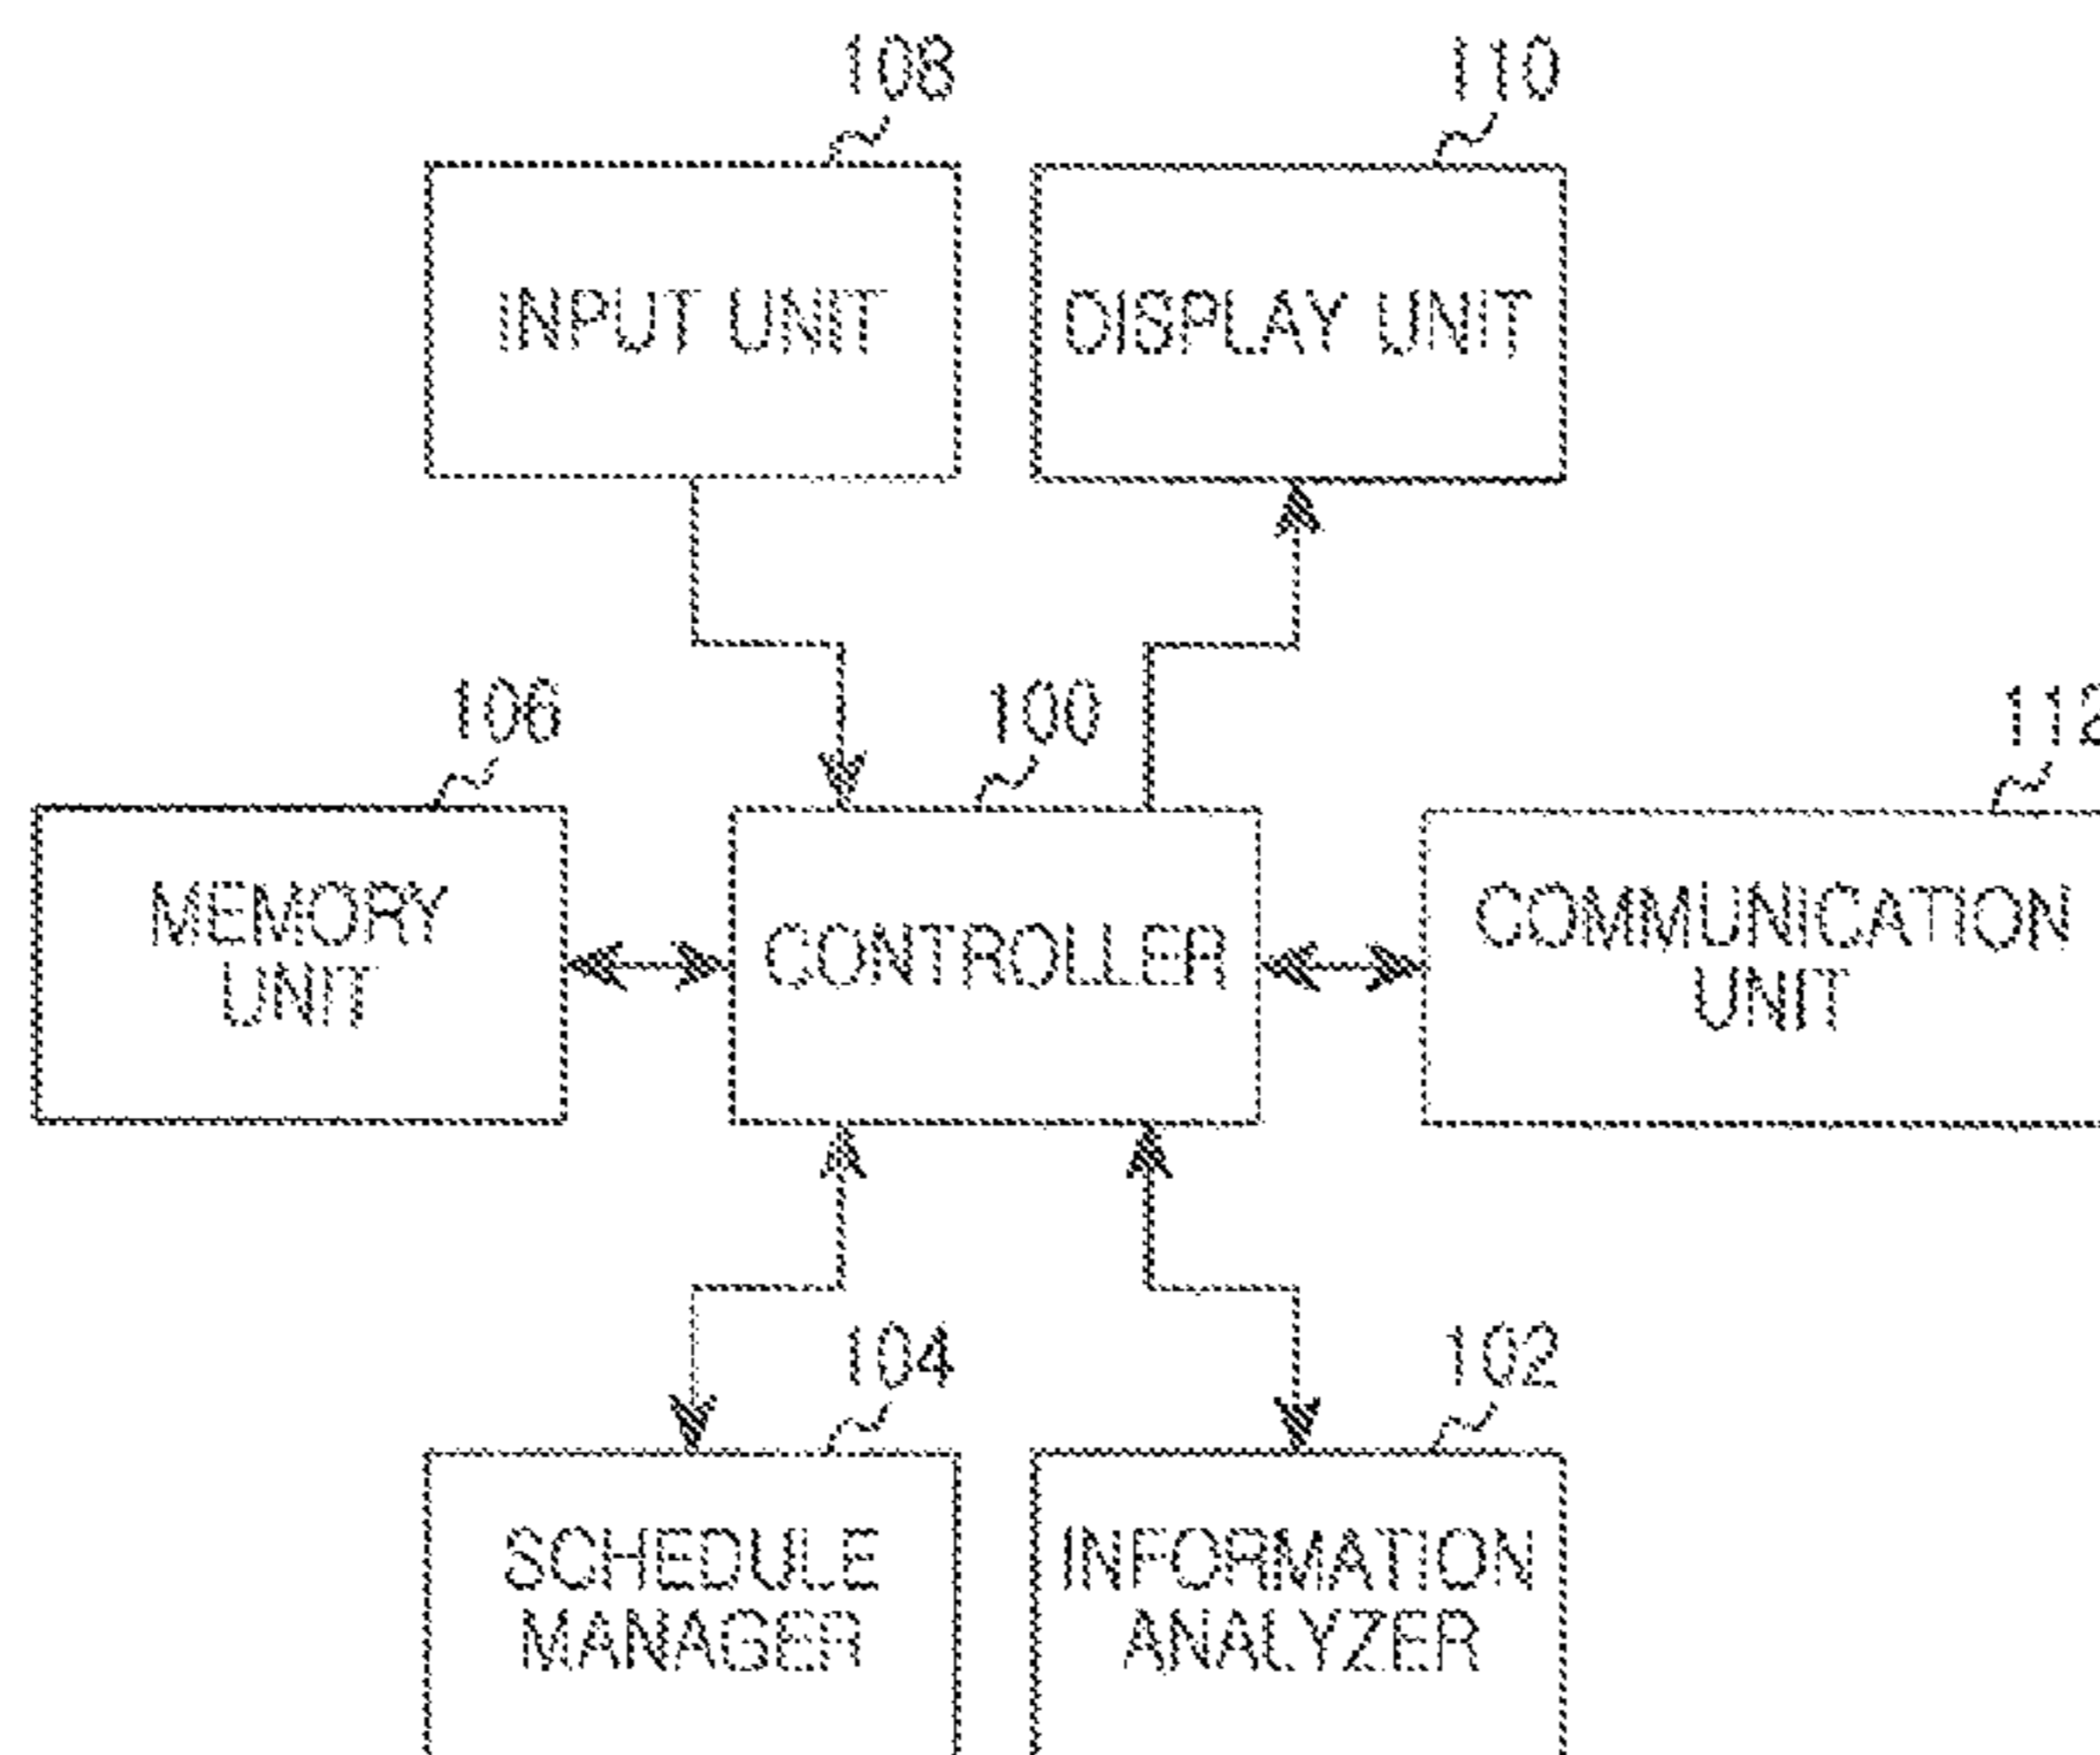 108
110
INPUT UNIT
DISPLAY UNIT
106
100
112
MEMORY
UNIT
CONTROLLER
COMMUNICATION
UNIT
104
102
SCHEDULE
MANAGER
INFORMATION
ANALYZER